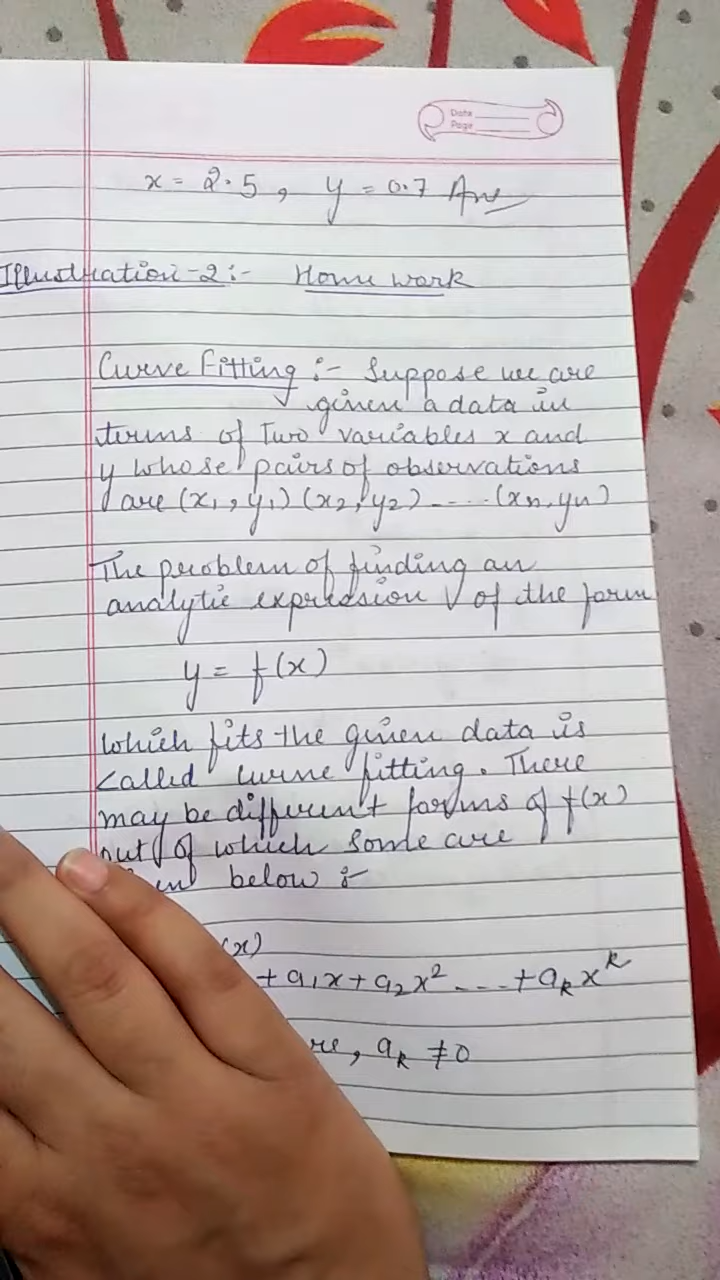 Date
Page
x = 2.5, y = 0.7 Ans
Illustration-2:- Home work
Curve Fitting :- Suppose we are
given a data in
terms of Two variables x and
y whose pairs of observations
are (x₁, y₁) (x₂, y₂) ---- (xn, yn)
The problem of finding an
analytic expression of the form
y = f(x)
which fits the given data is
called curve fitting. There
may be different forms of f(x)
out of which some are
below :-
(x)
+ a₁x + a₂x² ---- + aₖxᵏ
, aₖ ≠ 0